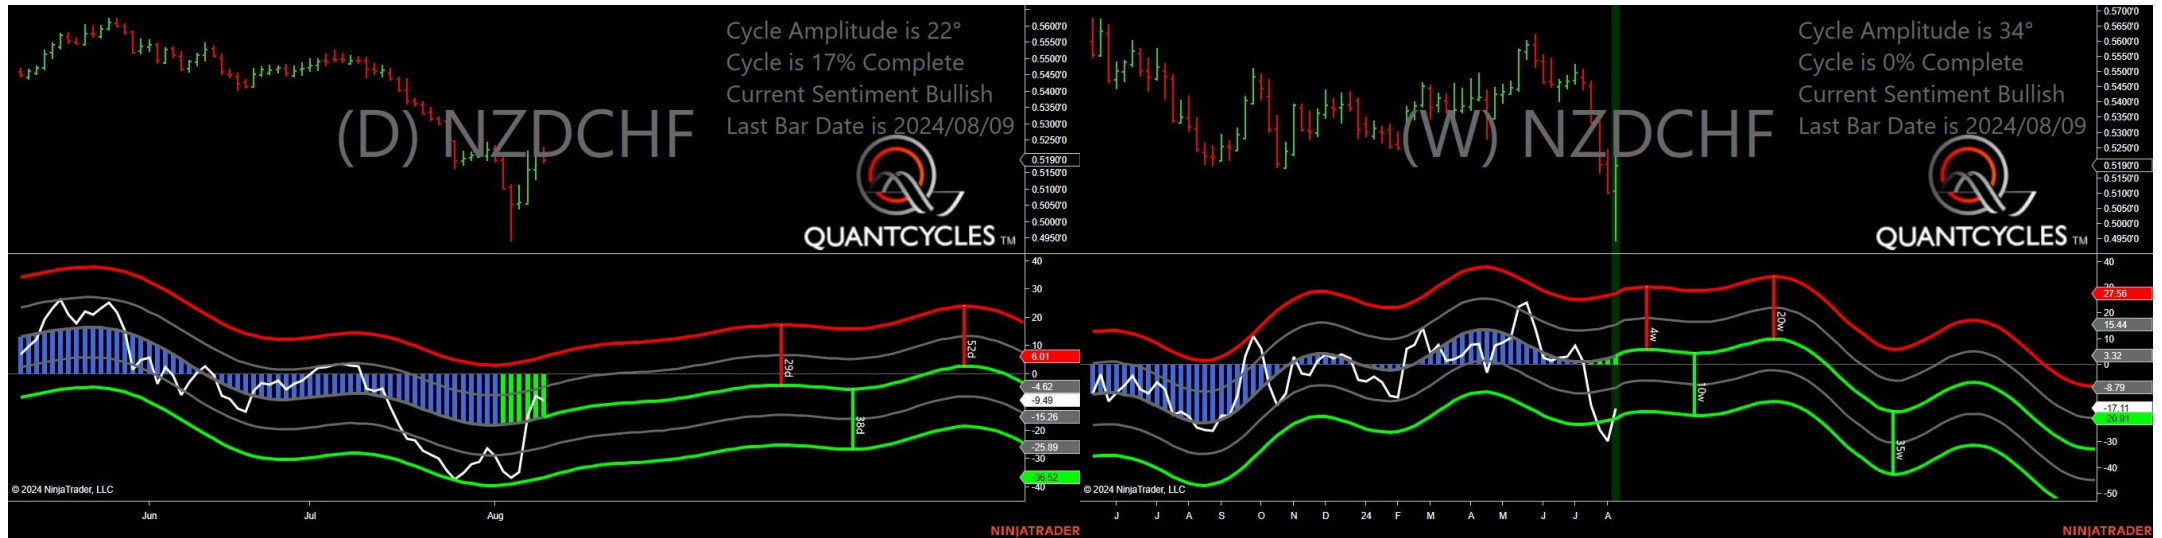 Cycle Amplitude is 22°
Cycle is 17% Complete
Current Sentiment Bullish
Last Bar Date is 2024/08/09
(D) NZDCHF
QUANTCYCLES TM
0.5600'0
0.5550'0
0.5500'0
0.5450'0
0.5400'0
0.5350'0
0.5300'0
0.5250'0
0.5190'0
0.5150'0
0.5100'0
0.5050'0
0.5000'0
0.4950'0
40
30
20
10
6.01
0
-4.62
-9.49
-15.26
-20
-25.89
-30
-36.52
-40
29d
38d
52d
© 2024 NinjaTrader, LLC
Jun
Jul
Aug
NINJATRADER
Cycle Amplitude is 34°
Cycle is 0% Complete
Current Sentiment Bullish
Last Bar Date is 2024/08/09
(W) NZDCHF
QUANTCYCLES TM
0.5700'0
0.5650'0
0.5600'0
0.5550'0
0.5500'0
0.5450'0
0.5400'0
0.5350'0
0.5300'0
0.5250'0
0.5190'0
0.5150'0
0.5100'0
0.5050'0
0.5000'0
0.4950'0
40
27.56
20
15.44
10
3.32
0
-8.79
-17.11
-20.91
-30
-40
-50
4w
10w
20w
35w
© 2024 NinjaTrader, LLC
J
J
A
S
O
N
D
24
F
M
A
M
J
J
A
NINJATRADER